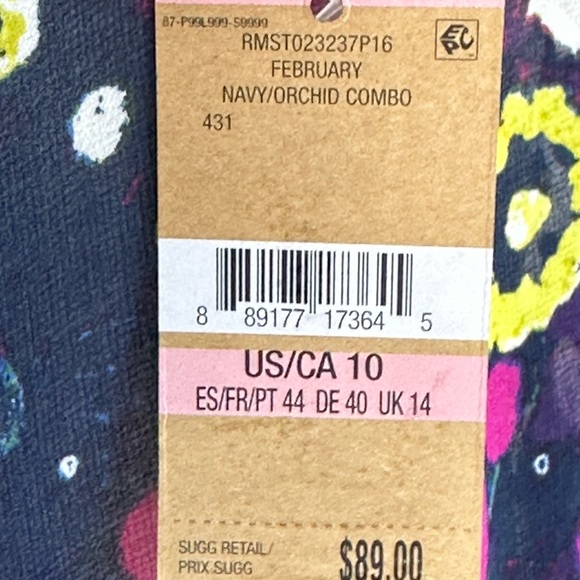 87-P99L999-S9999
RMST023237P16
FEBRUARY
NAVY/ORCHID COMBO
431
8 89177 17364 5
US/CA 10
ES/FR/PT 44 DE 40 UK 14
SUGG RETAIL/
PRIX SUGG
$89.00